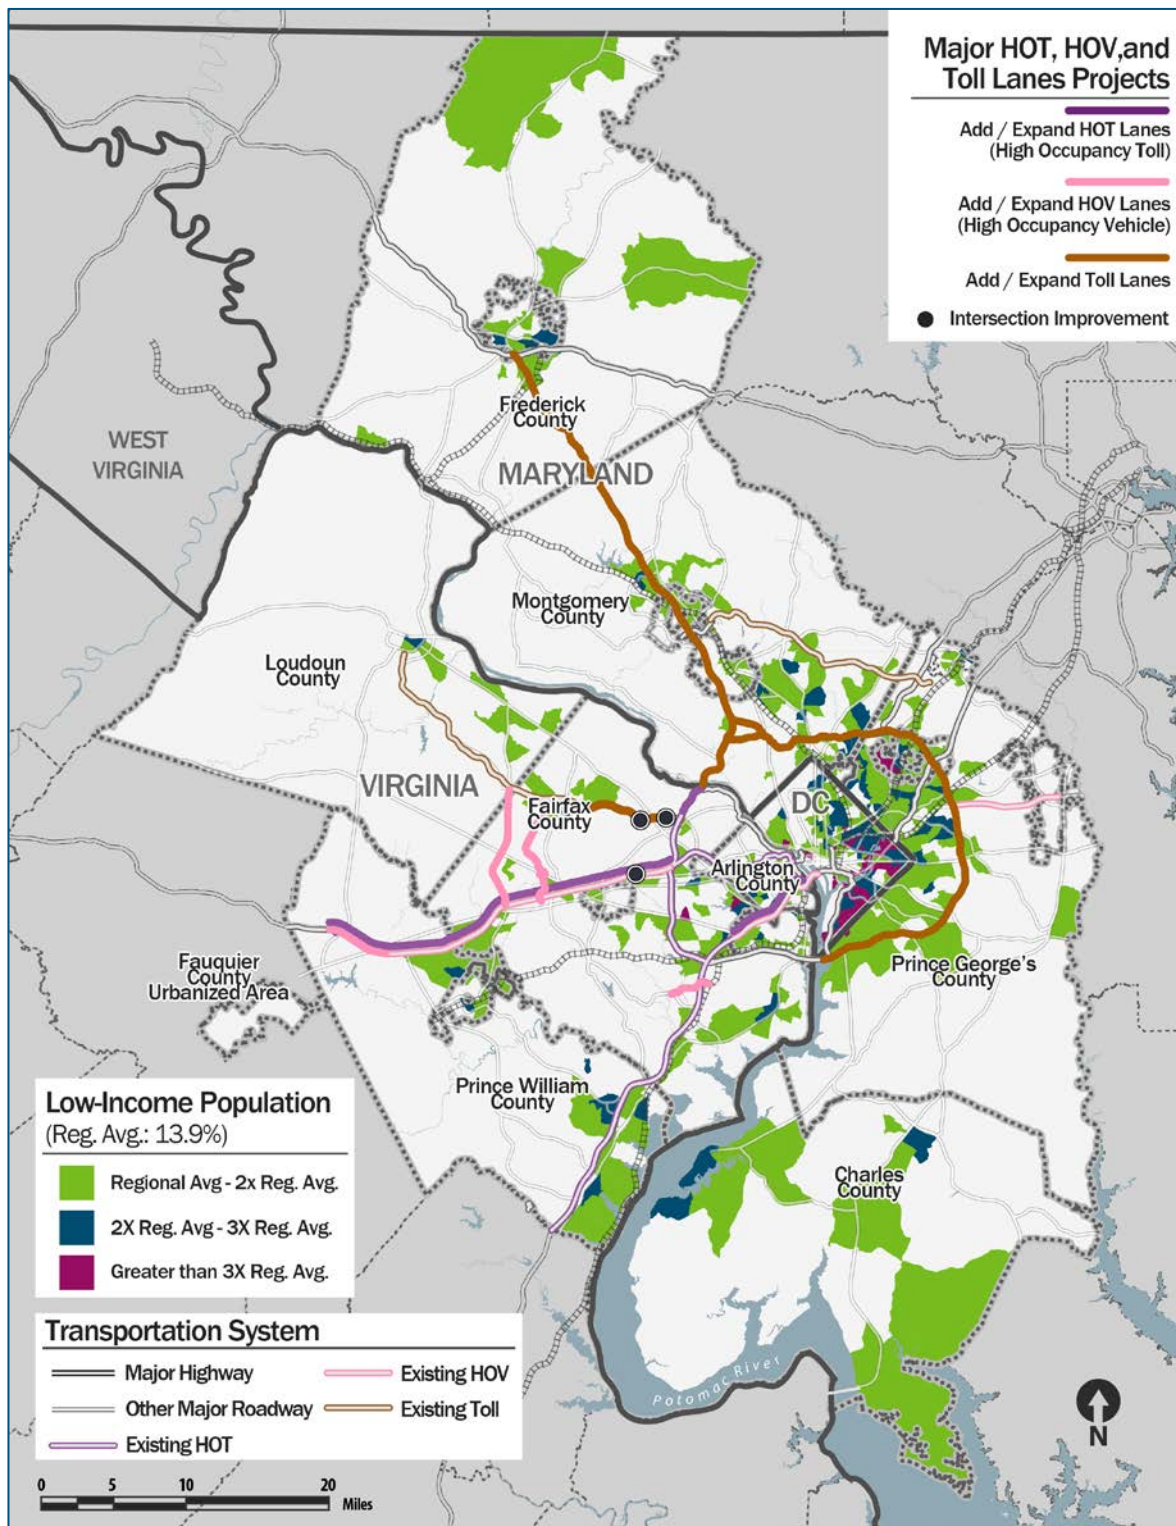 Major HOT, HOV,and
Toll Lanes Projects
Add / Expand HOT Lanes
(High Occupancy Toll)
Add / Expand HOV Lanes
(High Occupancy Vehicle)
Add / Expand Toll Lanes
Intersection Improvement
Frederick
County
WEST
VIRGINIA
MARYLAND
Montgomery
County
Loudoun
County
VIRGINIA
Fairfax
County
DC
Arlington
County
Fauquier
County
Urbanized Area
Prince George's
County
Prince William
County
Charles
County
Low-Income Population
(Reg. Avg.: 13.9%)
Regional Avg - 2x Reg. Avg.
2X Reg. Avg - 3X Reg. Avg.
Greater than 3X Reg. Avg.
Transportation System
Major Highway
Existing HOV
Other Major Roadway
Existing Toll
Existing HOT
Potomac River
N
0 5 10 20
Miles